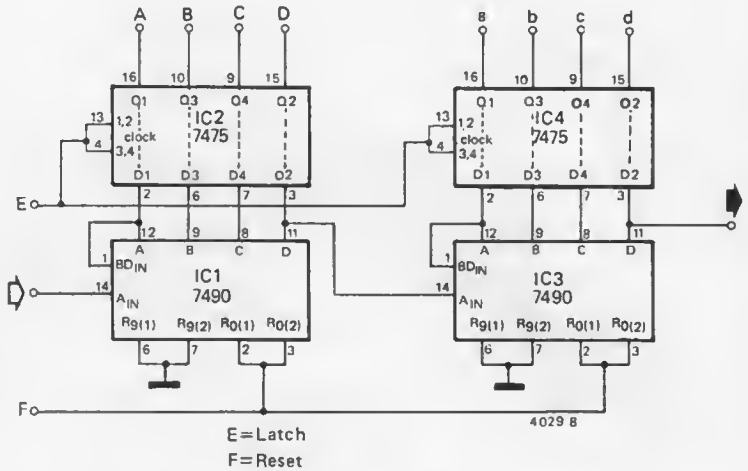 A B C D a b c d
16 10 9 15 16 10 9 15
Q1 Q3 Q4 Q2 Q1 Q3 Q4 Q2
13 1,2 IC2 13 1,2 IC4
clock 7475 clock 7475
4 3,4 4 3,4
D1 D3 D4 D2 D1 D3 D4 D2
E 2 6 7 3 2 6 7 3
12 9 8 11 12 9 8 11
A B C D A B C D
1 BDIN IC1 1 BDIN IC3
14 AIN 7490 14 AIN 7490
R9(1) R9(2) R0(1) R0(2) R9(1) R9(2) R0(1) R0(2)
6 7 2 3 6 7 2 3
F 4029 8
E=Latch
F=Reset